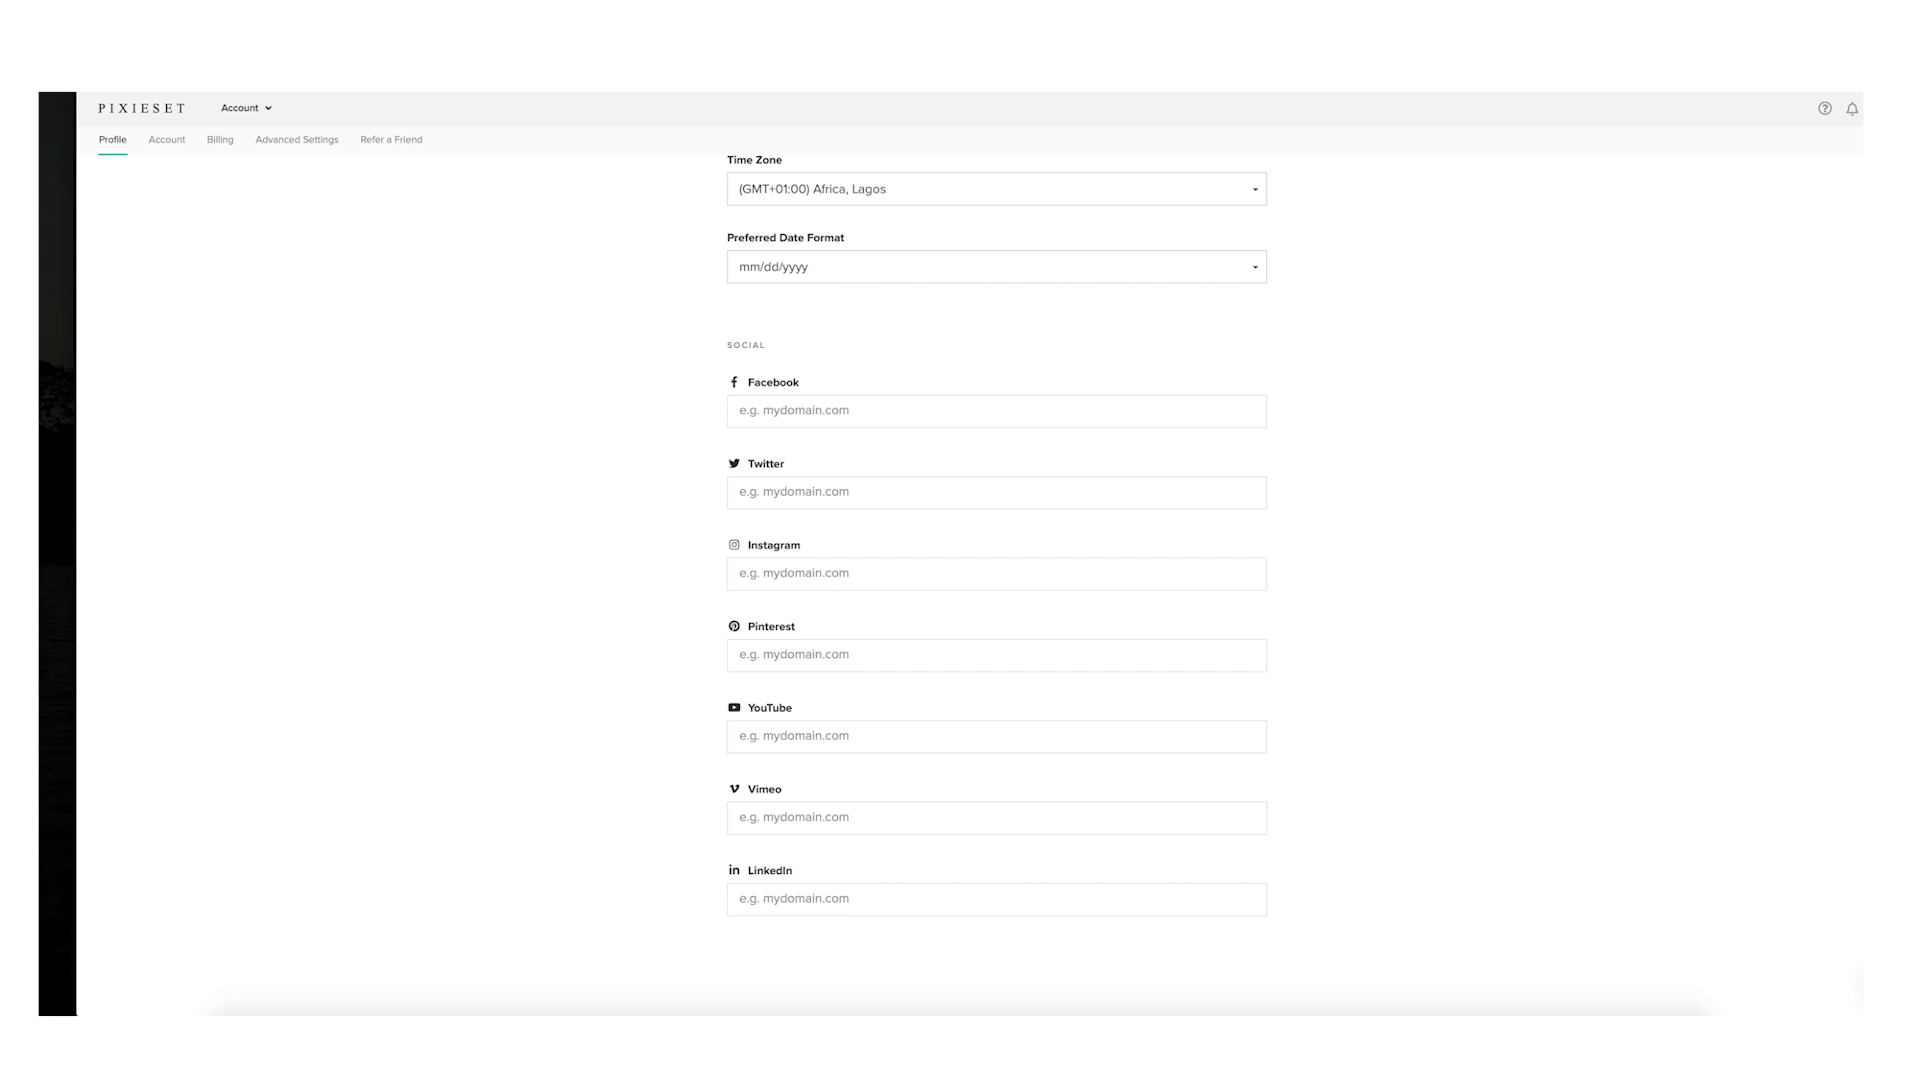 PIXIESET Account
Profile Account Billing Advanced Settings Refer a Friend
Time Zone
(GMT+01:00) Africa, Lagos
Preferred Date Format
mm/dd/yyyy
SOCIAL
Facebook
e.g. mydomain.com
Twitter
e.g. mydomain.com
Instagram
e.g. mydomain.com
Pinterest
e.g. mydomain.com
YouTube
e.g. mydomain.com
Vimeo
e.g. mydomain.com
LinkedIn
e.g. mydomain.com